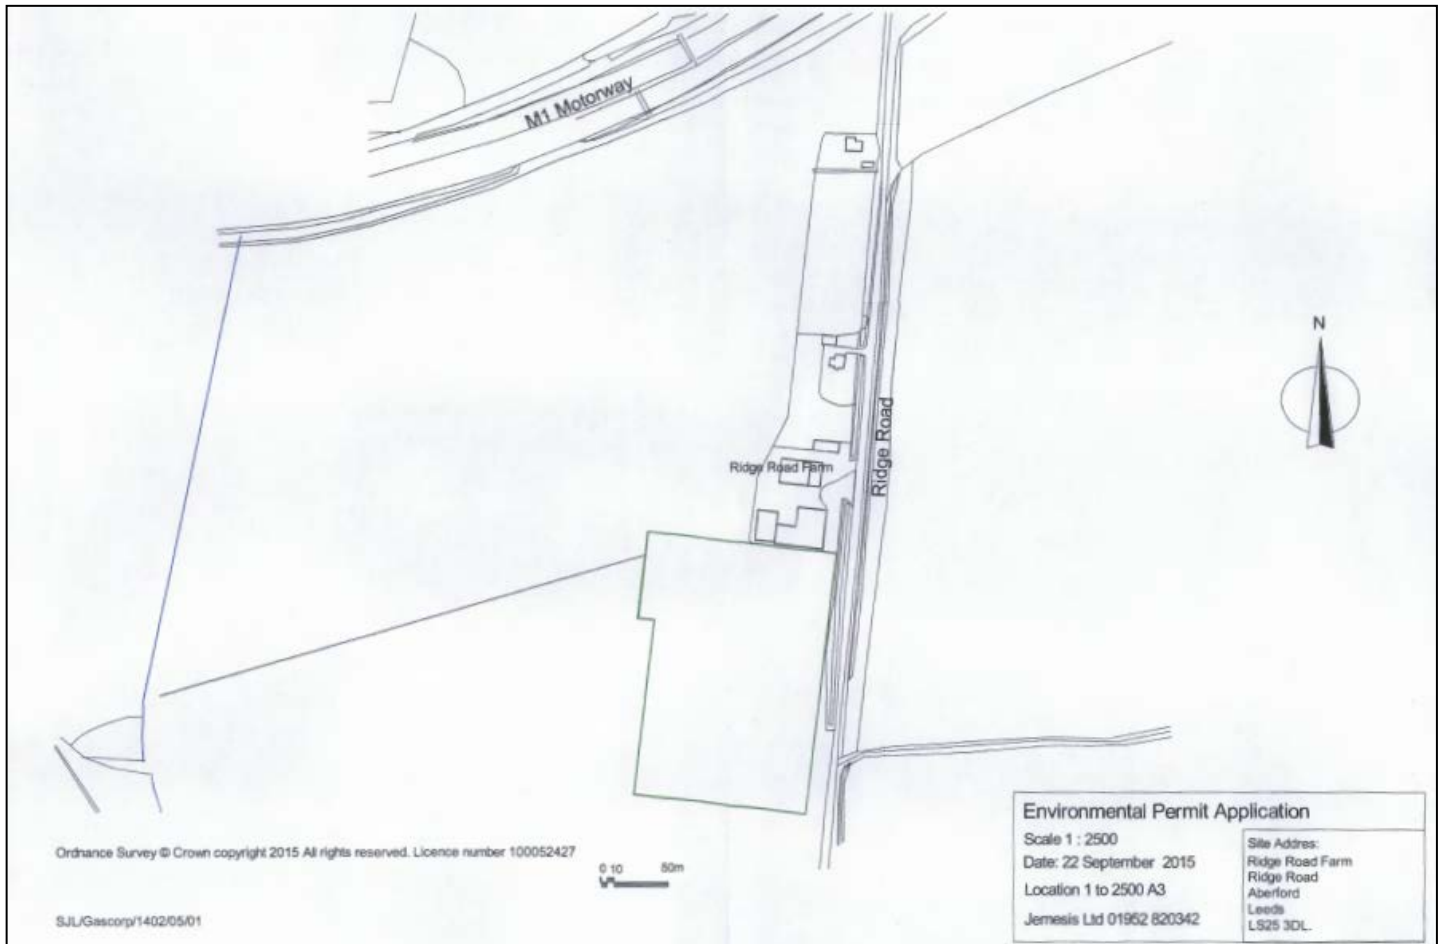 M1 Motorway
N
Ridge Road
Ridge Road Farm
Environmental Permit Application
Scale 1 : 2500
Date: 22 September 2015
Location 1 to 2500 A3
Jemesis Ltd 01952 820342
Site Addres:
Ridge Road Farm
Ridge Road
Aberford
Leeds
LS25 3DL.
Ordnance Survey © Crown copyright 2015 All rights reserved. Licence number 100052427
0 10 50m
SJL/Gascorp/1402/05/01